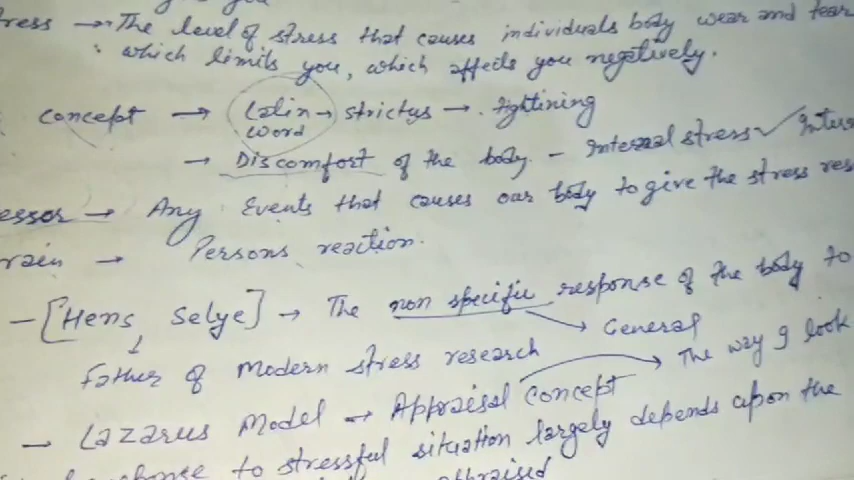 ress → The level of stress that causes individuals body wear and tear
which limits you, which affects you negatively.
Concept → Latin word → strictus → tightining
→ Discomfort of the body - Internal stress ✓
essor → Any Events that causes our body to give the stress res
rain → Persons reaction.
- [Hens Selye] → The non specific response of the body to
↓ → General
Father of Modern stress research
→ Lazarus Model → Appraisal concept → The way I look
to stressful situation largely depends upon the
appraised